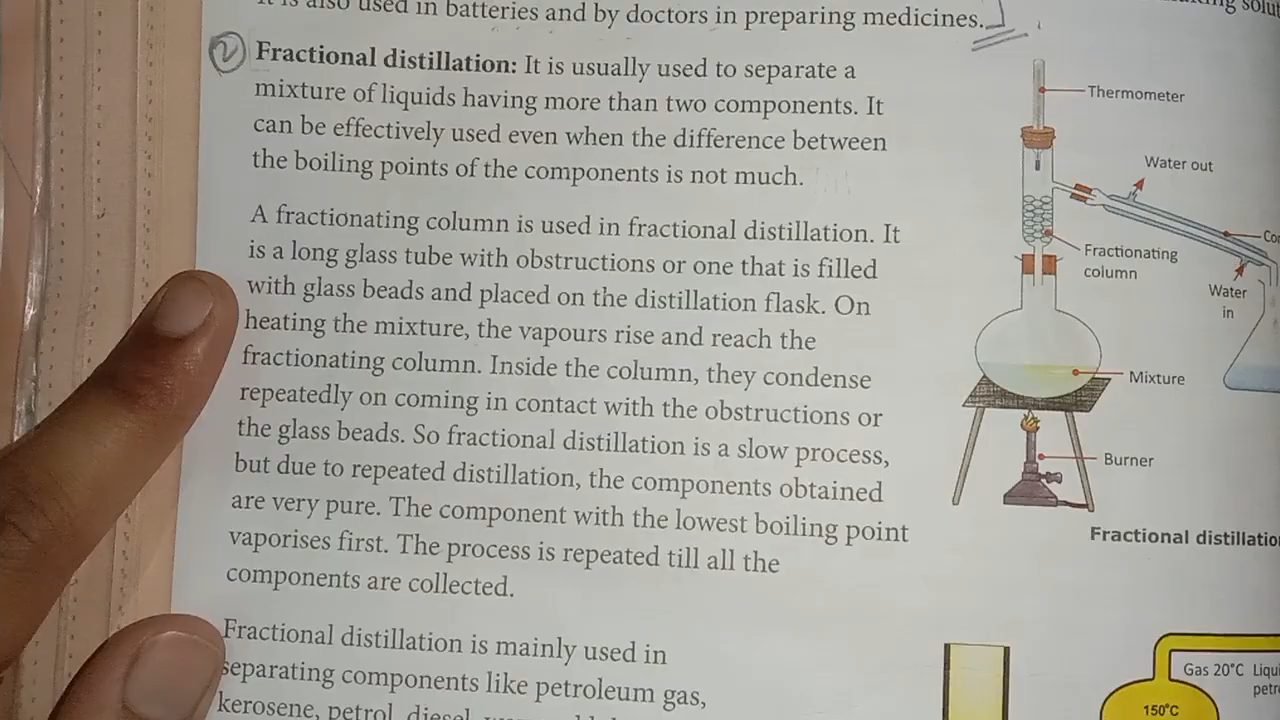 It is also used in batteries and by doctors in preparing medicines.
2
Fractional distillation: It is usually used to separate a
mixture of liquids having more than two components. It
can be effectively used even when the difference between
the boiling points of the components is not much.
A fractionating column is used in fractional distillation. It
is a long glass tube with obstructions or one that is filled
with glass beads and placed on the distillation flask. On
heating the mixture, the vapours rise and reach the
fractionating column. Inside the column, they condense
repeatedly on coming in contact with the obstructions or
the glass beads. So fractional distillation is a slow process,
but due to repeated distillation, the components obtained
are very pure. The component with the lowest boiling point
vaporises first. The process is repeated till all the
components are collected.
Fractional distillation is mainly used in
separating components like petroleum gas,
kerosene, petrol, diesel,
Thermometer
Water out
Fractionating
column
Water
in
Mixture
Burner
Fractional distillatio
Gas 20°C
150°C